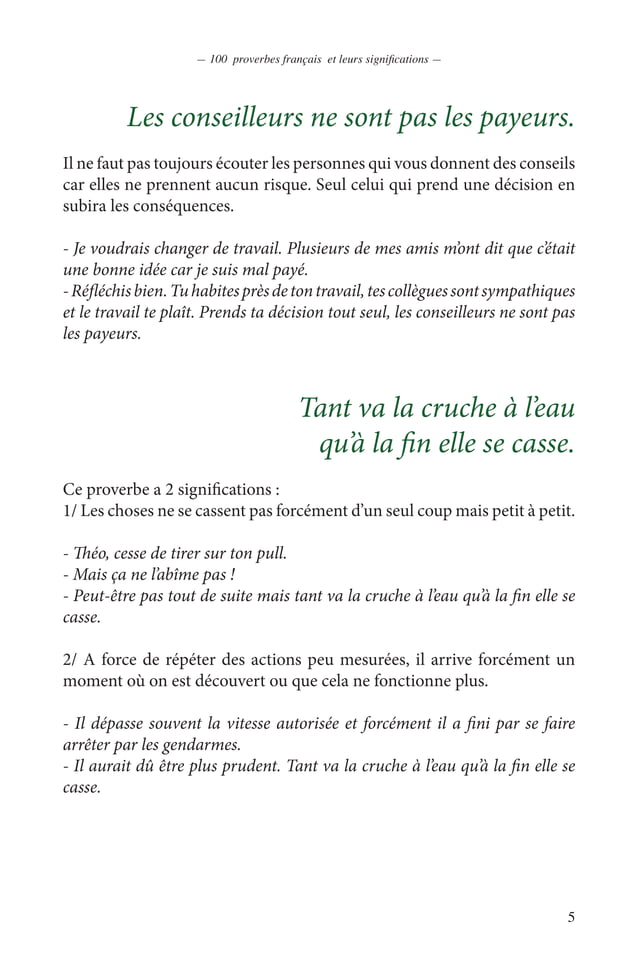 — 100 proverbes français et leurs significations —
Les conseilleurs ne sont pas les payeurs.
Il ne faut pas toujours écouter les personnes qui vous donnent des conseils
car elles ne prennent aucun risque. Seul celui qui prend une décision en
subira les conséquences.
- Je voudrais changer de travail. Plusieurs de mes amis m'ont dit que c'était
une bonne idée car je suis mal payé.
- Réfléchis bien. Tu habites près de ton travail, tes collègues sont sympathiques
et le travail te plaît. Prends ta décision tout seul, les conseilleurs ne sont pas
les payeurs.
Tant va la cruche à l'eau
qu'à la fin elle se casse.
Ce proverbe a 2 significations :
1/ Les choses ne se cassent pas forcément d'un seul coup mais petit à petit.
- Théo, cesse de tirer sur ton pull.
- Mais ça ne l'abîme pas !
- Peut-être pas tout de suite mais tant va la cruche à l'eau qu'à la fin elle se
casse.
2/ A force de répéter des actions peu mesurées, il arrive forcément un
moment où on est découvert ou que cela ne fonctionne plus.
- Il dépasse souvent la vitesse autorisée et forcément il a fini par se faire
arrêter par les gendarmes.
- Il aurait dû être plus prudent. Tant va la cruche à l'eau qu'à la fin elle se
casse.
5